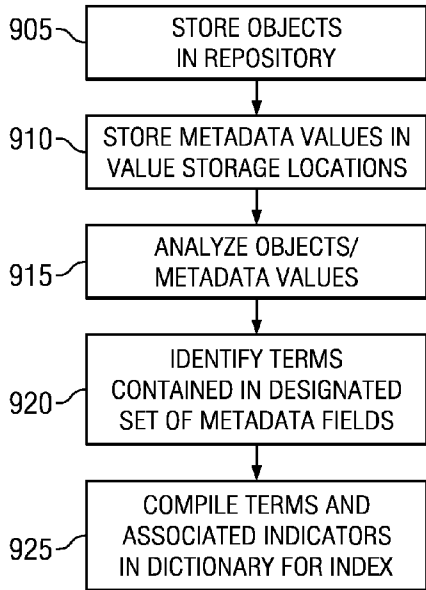 905
STORE OBJECTS
IN REPOSITORY
910
STORE METADATA VALUES IN
VALUE STORAGE LOCATIONS
915
ANALYZE OBJECTS/
METADATA VALUES
920
IDENTIFY TERMS
CONTAINED IN DESIGNATED
SET OF METADATA FIELDS
925
COMPILE TERMS AND
ASSOCIATED INDICATORS
IN DICTIONARY FOR INDEX